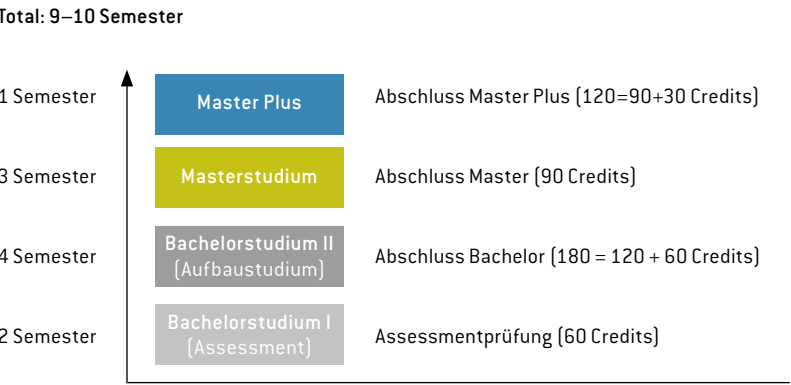 Total: 9–10 Semester
1 Semester
Master Plus
Abschluss Master Plus (120=90+30 Credits)
3 Semester
Masterstudium
Abschluss Master (90 Credits)
4 Semester
Bachelorstudium II
(Aufbaustudium)
Abschluss Bachelor (180 = 120 + 60 Credits)
2 Semester
Bachelorstudium I
(Assessment)
Assessmentprüfung (60 Credits)